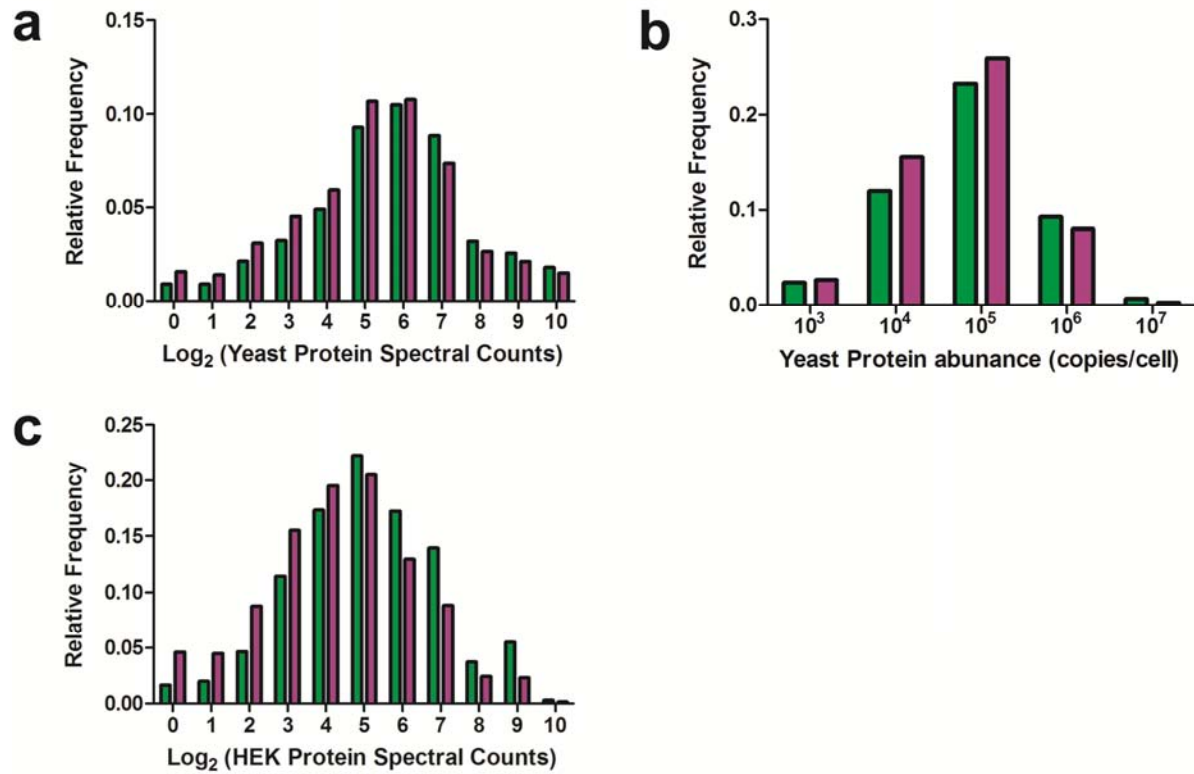 a
0.15
0.10
0.05
0.00
Relative Frequency
0 1 2 3 4 5 6 7 8 9 10
Log2 (Yeast Protein Spectral Counts)
b
0.3
0.2
0.1
0.0
Relative Frequency
10^3 10^4 10^5 10^6 10^7
Yeast Protein abunance (copies/cell)
c
0.25
0.20
0.15
0.10
0.05
0.00
Relative Frequency
0 1 2 3 4 5 6 7 8 9 10
Log2 (HEK Protein Spectral Counts)